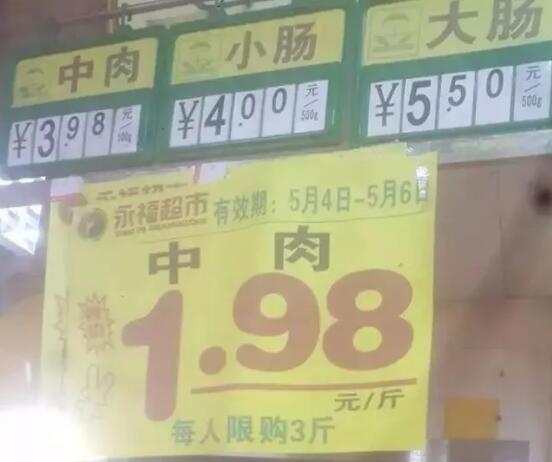 中肉
¥3.98 元/500g
小肠
¥4.00 元/500g
大肠
¥5.50 元/500g
永福超市
有效期：5月4日-5月6日
中肉
1.98
元/斤
每人限购3斤